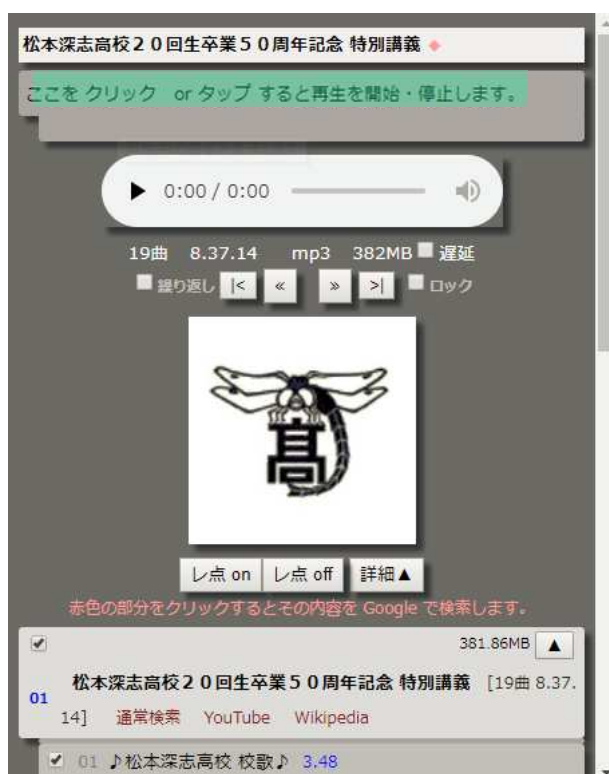 松本深志高校２０回生卒業５０周年記念 特別講義
ここを クリック　or タップ すると再生を開始・停止します。
0:00 / 0:00
19曲　8.37.14　mp3　382MB 遅延
繰り返し |< « » >| ロック
高
レ点 on レ点 off 詳細▲
赤色の部分をクリックするとその内容を Google で検索します。
381.86MB ▲
01 松本深志高校２０回生卒業５０周年記念 特別講義 [19曲 8.37.
14] 通常検索 YouTube Wikipedia
01 ♪松本深志高校 校歌♪ 3.48